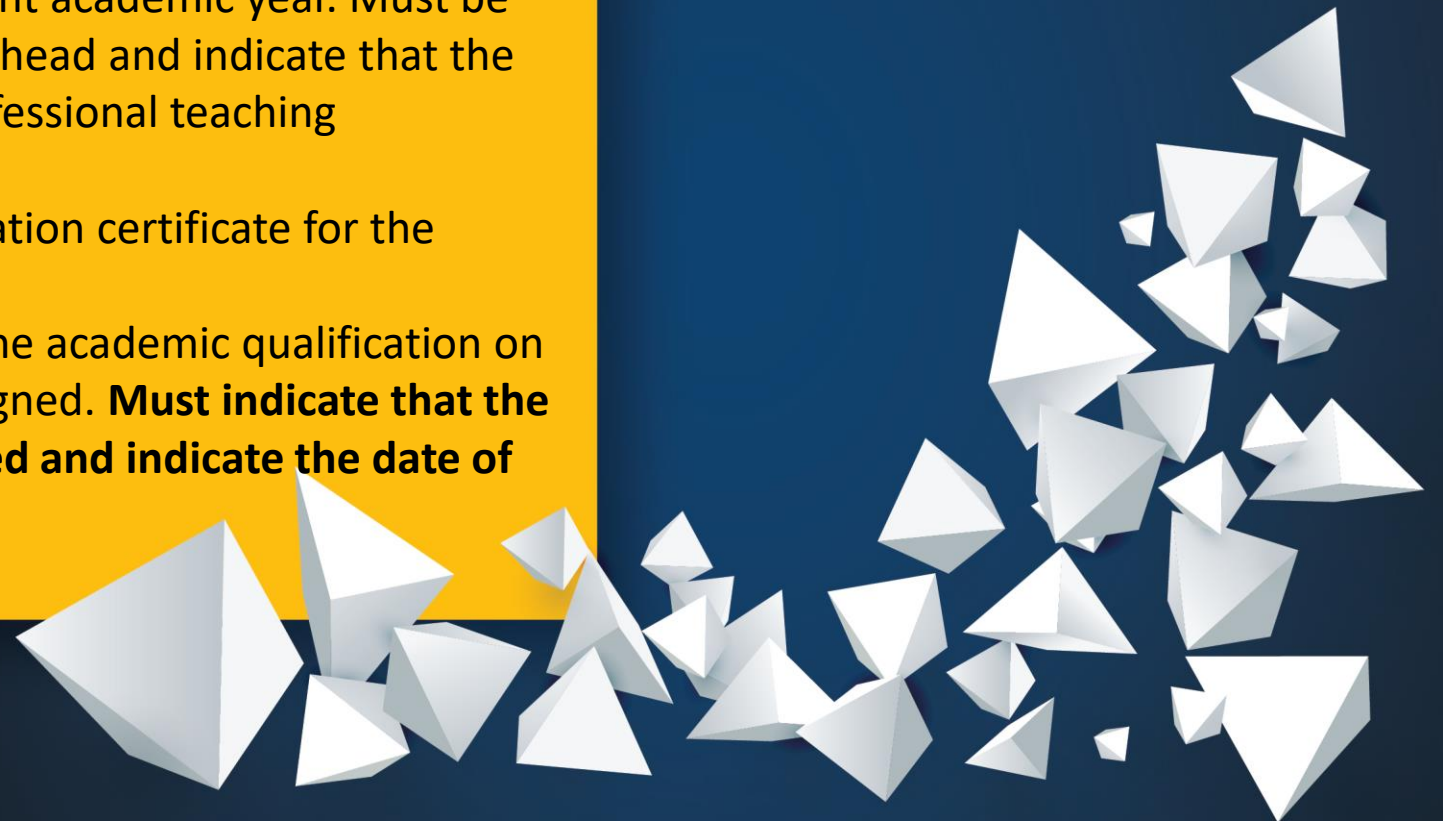 nt academic year. Must be
head and indicate that the
fessional teaching
ation certificate for the
he academic qualification on
gned. Must indicate that the
ed and indicate the date of